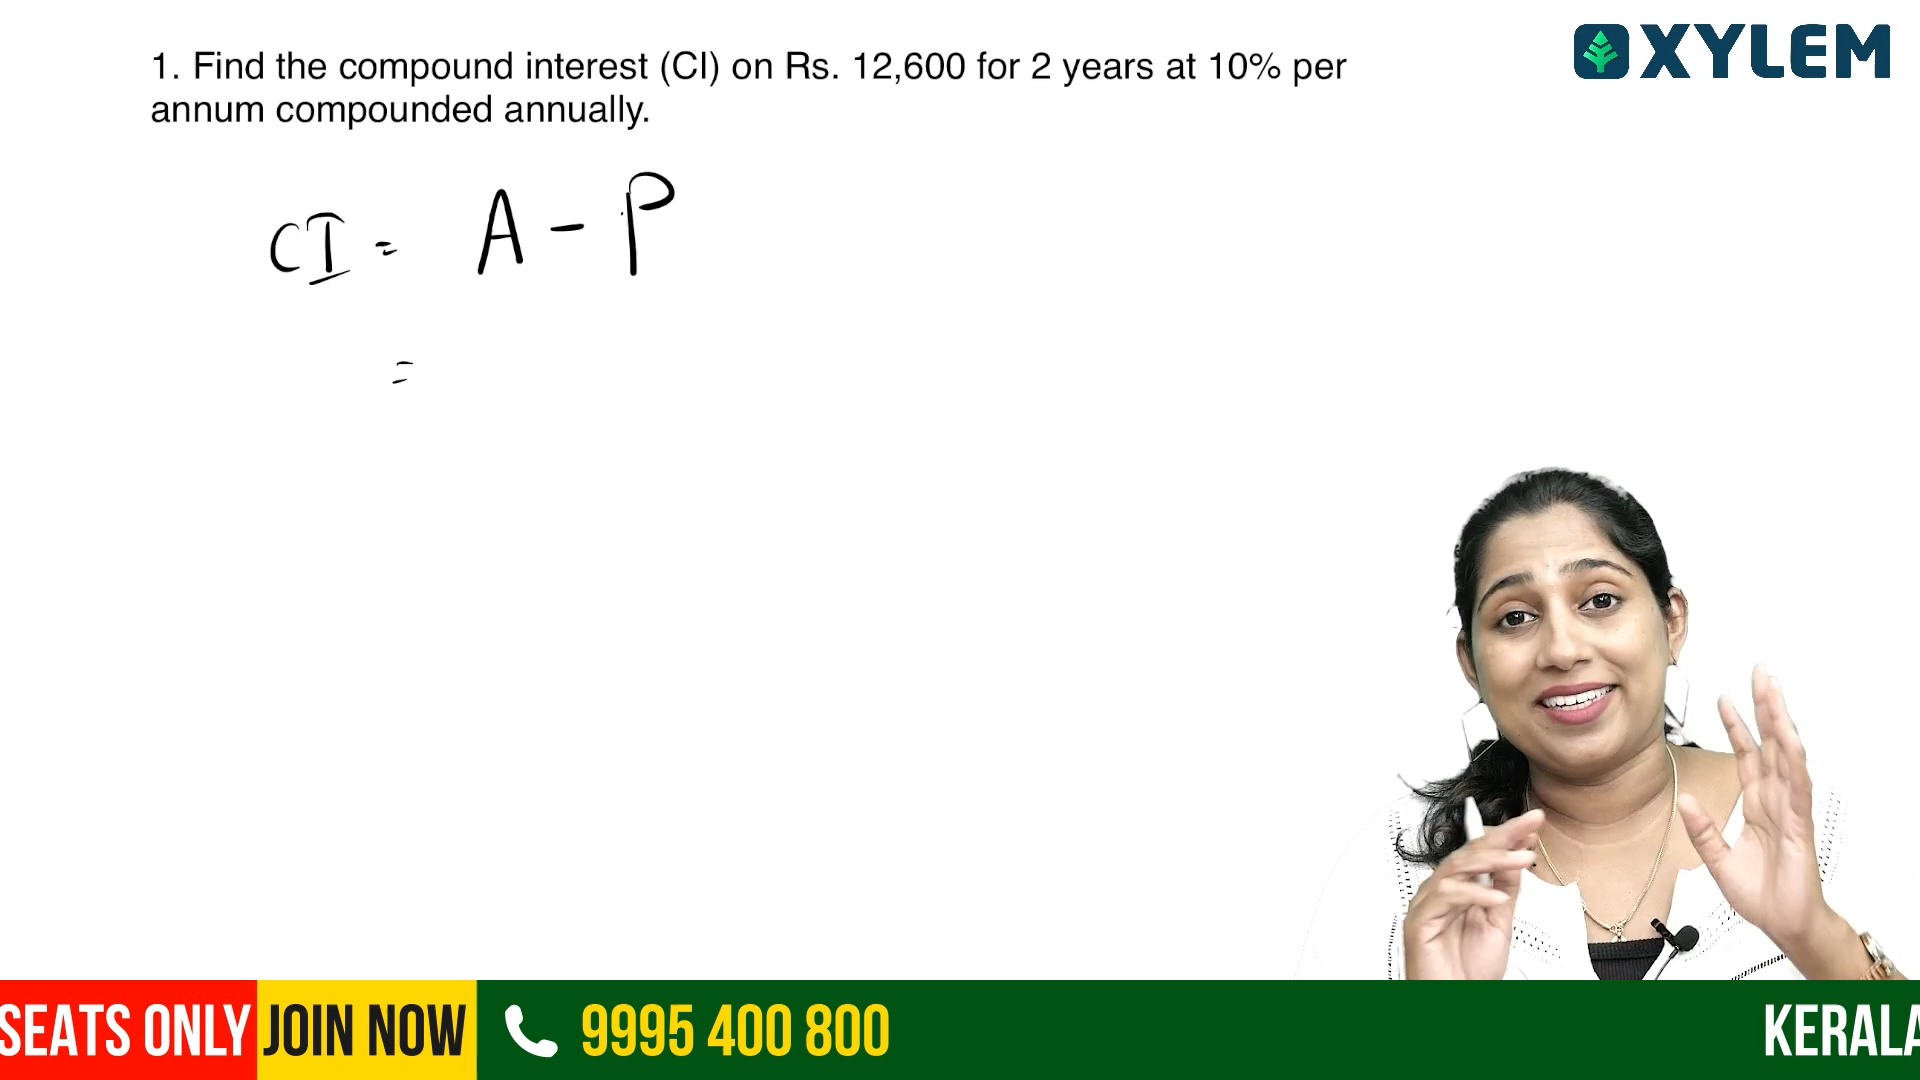 1. Find the compound interest (CI) on Rs. 12,600 for 2 years at 10% per
annum compounded annually.
XYLEM
CI = A - P
=
SEATS ONLY JOIN NOW 9995 400 800 KERALA